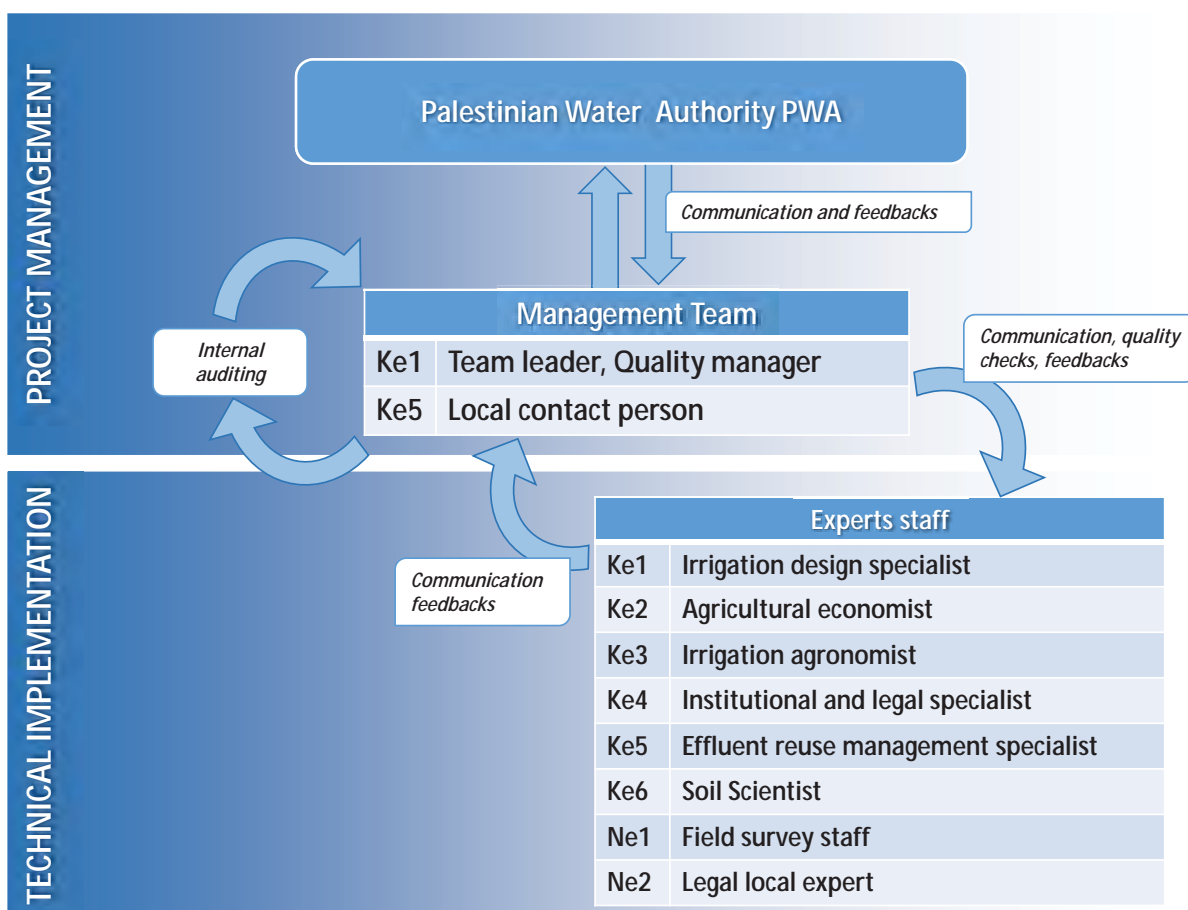 PROJECT MANAGEMENT
Palestinian Water Authority PWA
Communication and feedbacks
Internal
auditing
Management Team
Ke1 Team leader, Quality manager
Ke5 Local contact person
Communication, quality
checks, feedbacks
TECHNICAL IMPLEMENTATION
Communication
feedbacks
Experts staff
Ke1 Irrigation design specialist
Ke2 Agricultural economist
Ke3 Irrigation agronomist
Ke4 Institutional and legal specialist
Ke5 Effluent reuse management specialist
Ke6 Soil Scientist
Ne1 Field survey staff
Ne2 Legal local expert